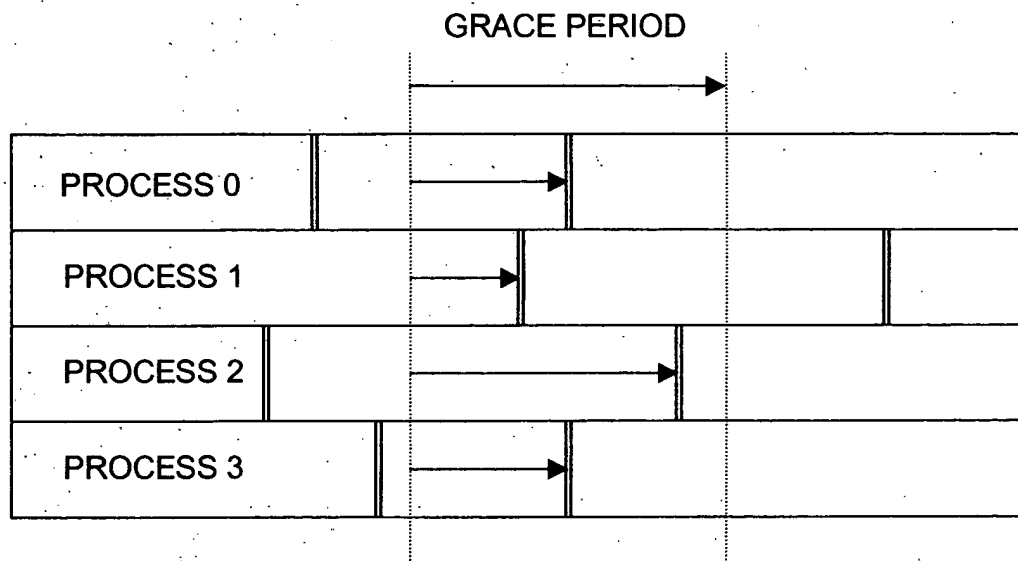 GRACE PERIOD
PROCESS 0
PROCESS 1
PROCESS 2
PROCESS 3